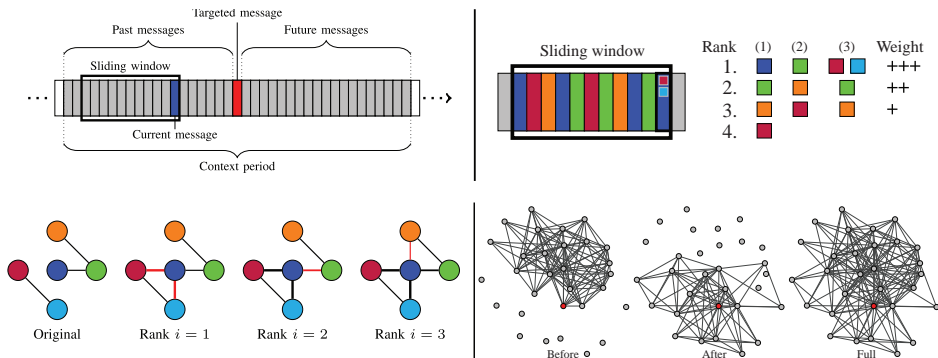 Targeted message
Past messages
Future messages
Sliding window
...
...
Current message
Context period
Sliding window
Rank (1) (2) (3) Weight
1. +++
2. ++
3. +
4.
Original
Rank i = 1
Rank i = 2
Rank i = 3
Before
After
Full